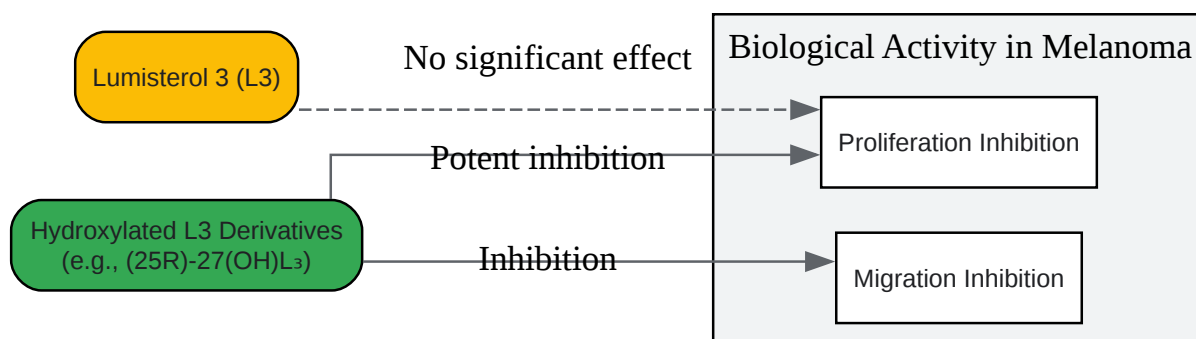 Lumisterol 3 (L3)
No significant effect
Biological Activity in Melanoma
Proliferation Inhibition
Potent inhibition
Hydroxylated L3 Derivatives
(e.g., (25R)-27(OH)L₃)
Inhibition
Migration Inhibition